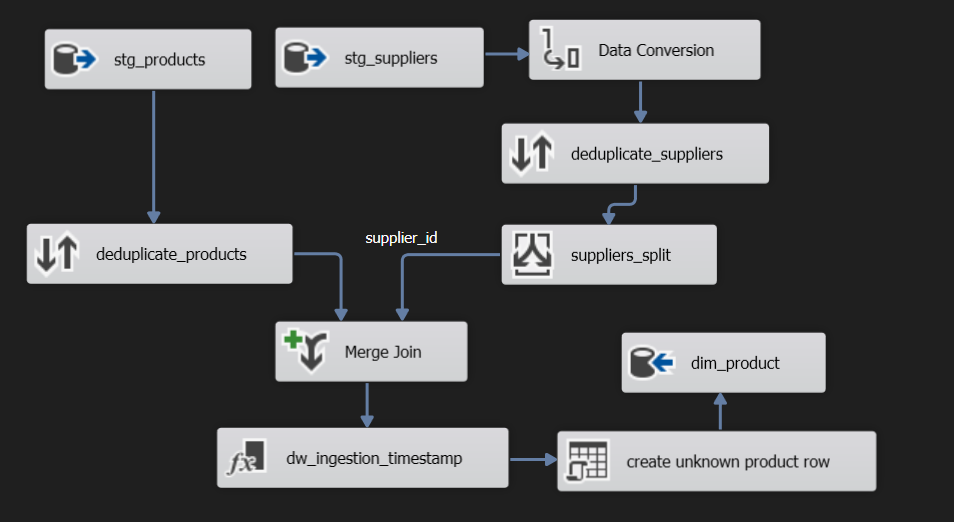 stg_products
stg_suppliers
Data Conversion
deduplicate_suppliers
supplier_id
deduplicate_products
suppliers_split
Merge Join
dim_product
dw_ingestion_timestamp
create unknown product row